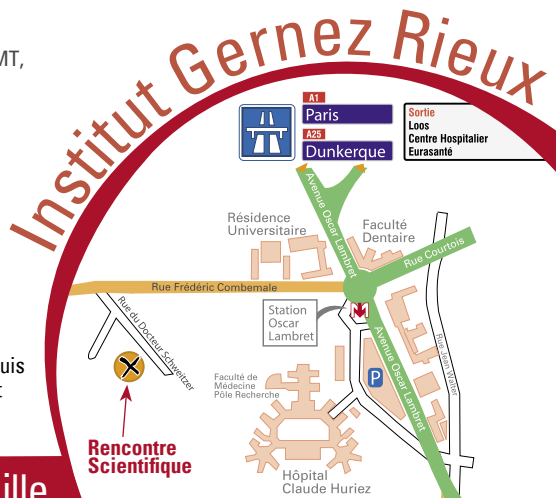 Institut Gernez Rieux
MT,
A1
Paris
A25
Dunkerque
Sortie
Loos
Centre Hospitalier
Eurasanté
Avenue Oscar Lambret
Résidence
Universitaire
Faculté
Dentaire
Rue Courtois
Rue Frédéric Combemale
Rue du Docteur Schweitzer
Station
Oscar
Lambret
M
Avenue Oscar Lambret
Rue Jean Walter
uis
t
Faculté de
Médecine
Pôle Recherche
P
Rencontre
Scientifique
Hôpital
Claude Huriez
ille